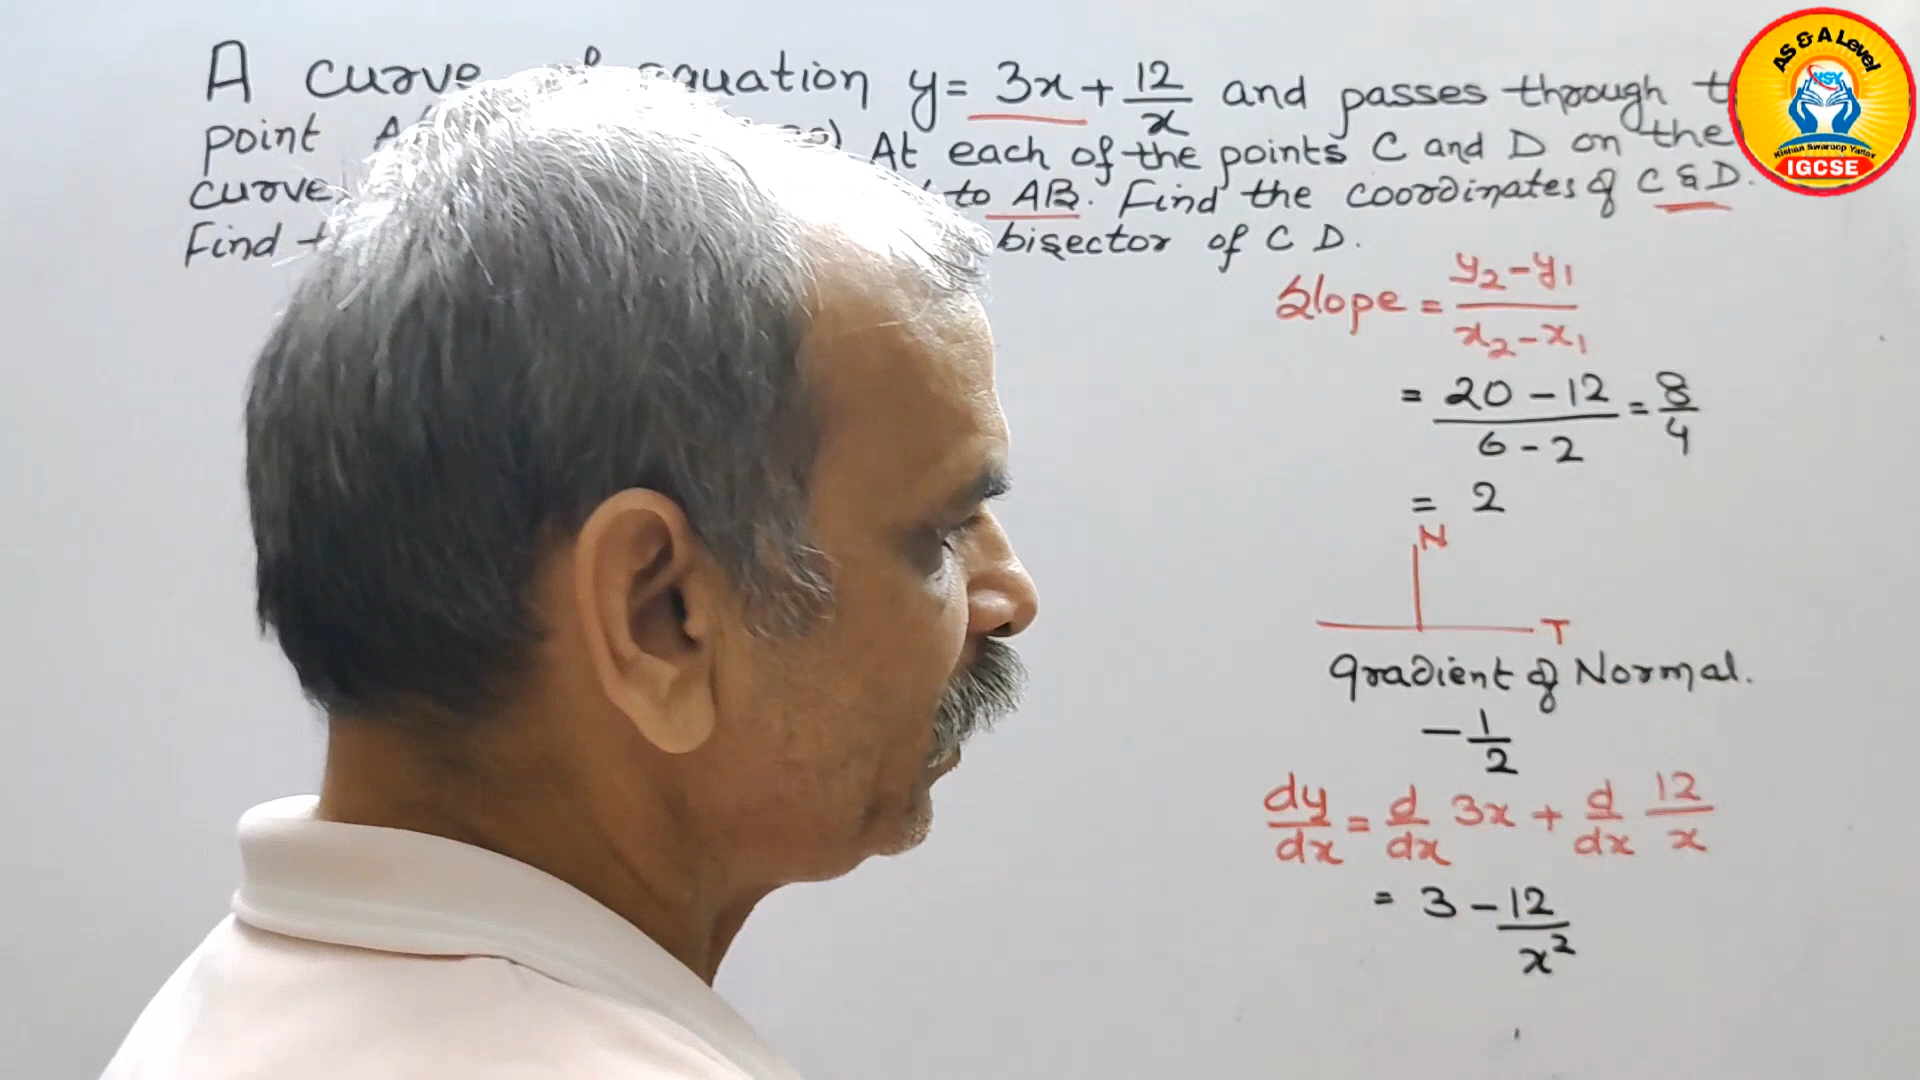 A curve equation y = 3x + 12/x and passes through
point A At each of the points C and D on the
curve to AB. Find the coordinates of C & D.
Find bisector of C D.
Slope = y2 - y1 / x2 - x1
= 20 - 12 / 6 - 2 = 8/4
= 2
N
T
Gradient of Normal.
- 1/2
dy/dx = d/dx 3x + d/dx 12/x
= 3 - 12/x²
AS & A Level
KSY
Kishan Swaroop Yadav
IGCSE